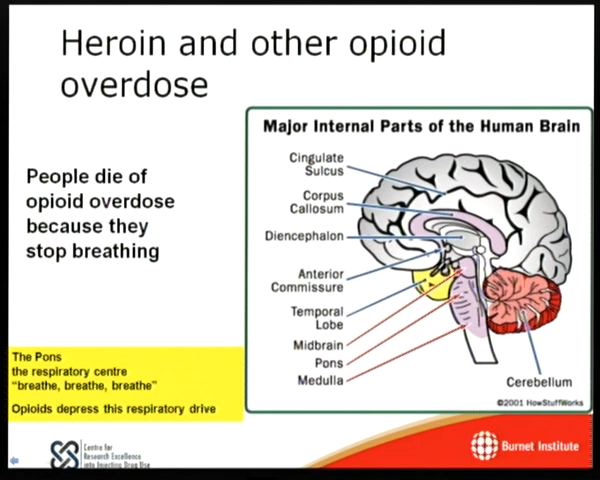 Heroin and other opioid
overdose
People die of
opioid overdose
because they
stop breathing
The Pons
the respiratory centre
"breathe, breathe, breathe"
Opioids depress this respiratory drive
Major Internal Parts of the Human Brain
Cingulate
Sulcus
Corpus
Callosum
Diencephalon
Anterior
Commissure
Temporal
Lobe
Midbrain
Pons
Medulla
Cerebellum
©2001 HowStuffWorks
Centre for
Research Excellence
into Injecting Drug Use
Burnet Institute